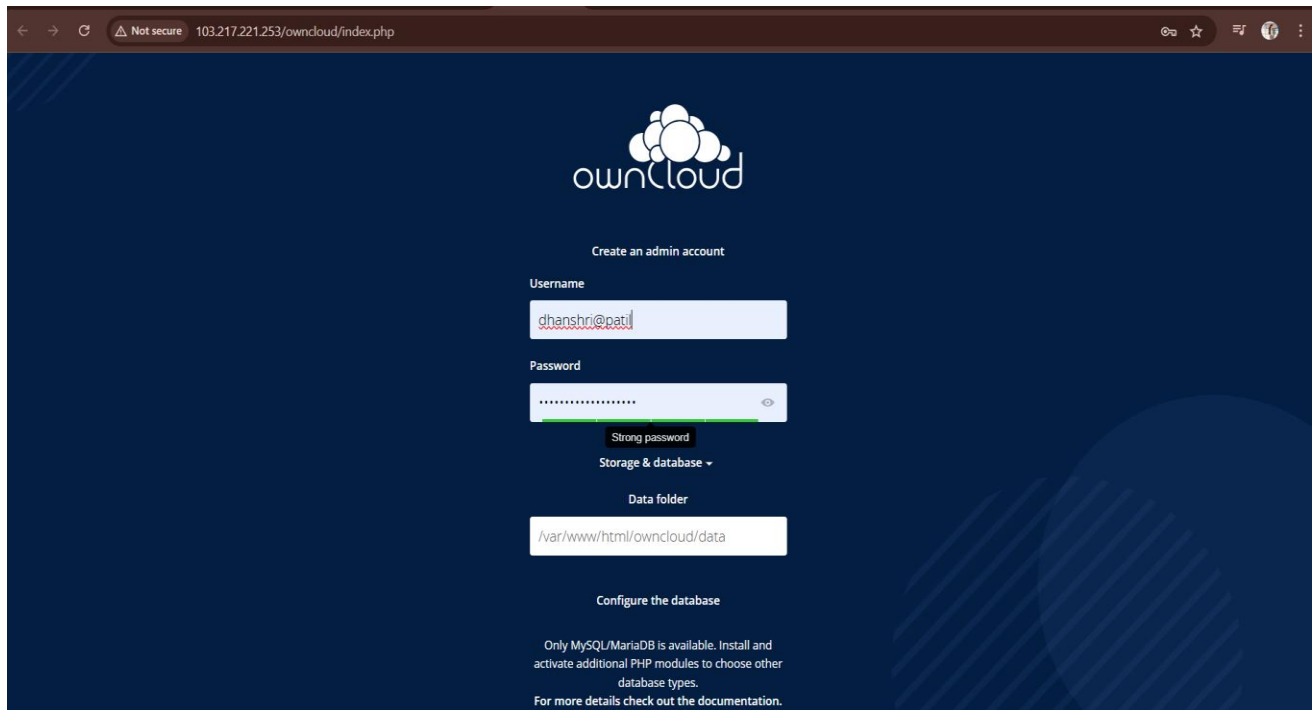 Not secure 103.217.221.253/owncloud/index.php
ownCloud
Create an admin account
Username
dhanshri@patil
Password
Strong password
Storage & database
Data folder
/var/www/html/owncloud/data
Configure the database
Only MySQL/MariaDB is available. Install and
activate additional PHP modules to choose other
database types.
For more details check out the documentation.